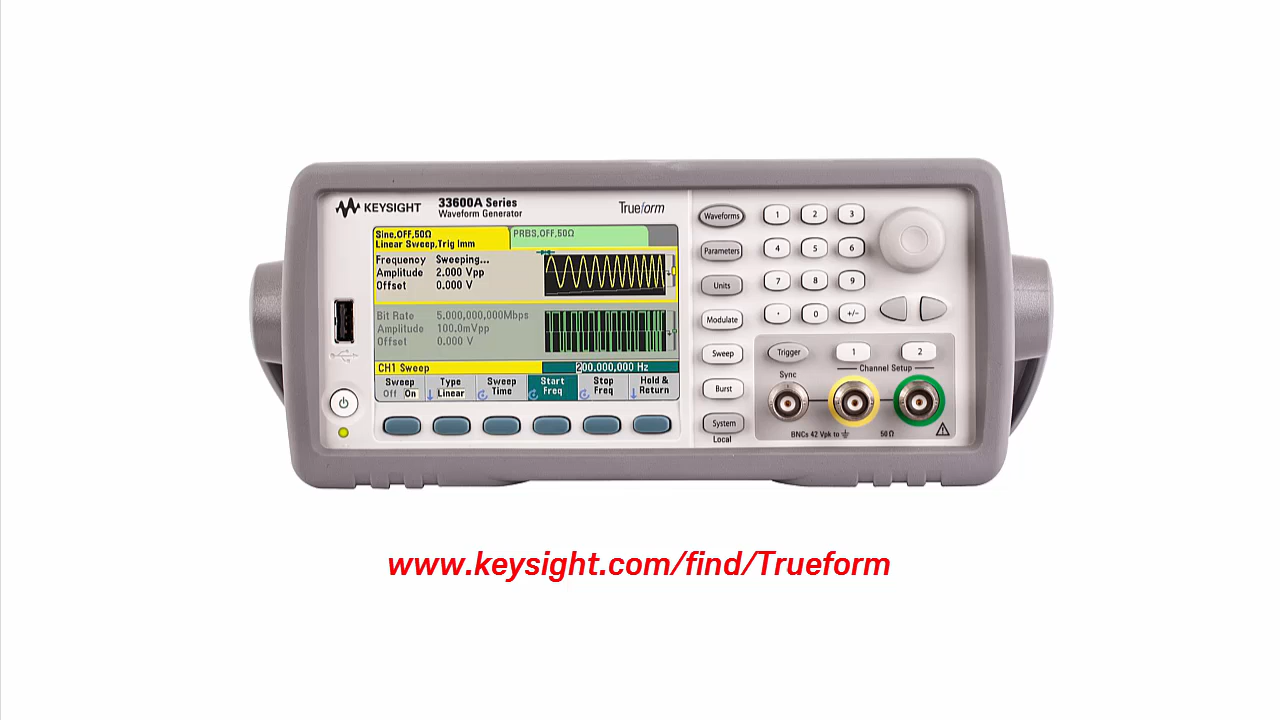 KEYSIGHT
33600A Series
Waveform Generator
Trueform
Sine,OFF,50Ω
Linear Sweep,Trig Imm
PRBS,OFF,50Ω
Frequency Sweeping...
Amplitude 2.000 Vpp
Offset 0.000 V
Bit Rate 5.000,000,000Mbps
Amplitude 100.0mVpp
Offset 0.000 V
CH1 Sweep
200.000,000 Hz
Sweep
Off On
Type
Linear
Sweep
Time
Start
Freq
Stop
Freq
Hold &
Return
Waveforms
Parameters
Units
Modulate
Sweep
Burst
System
Local
1 2 3
4 5 6
7 8 9
. 0 +/-
Trigger
1 2
Channel Setup
Sync
BNCs 42 Vpk to
50Ω
www.keysight.com/find/Trueform